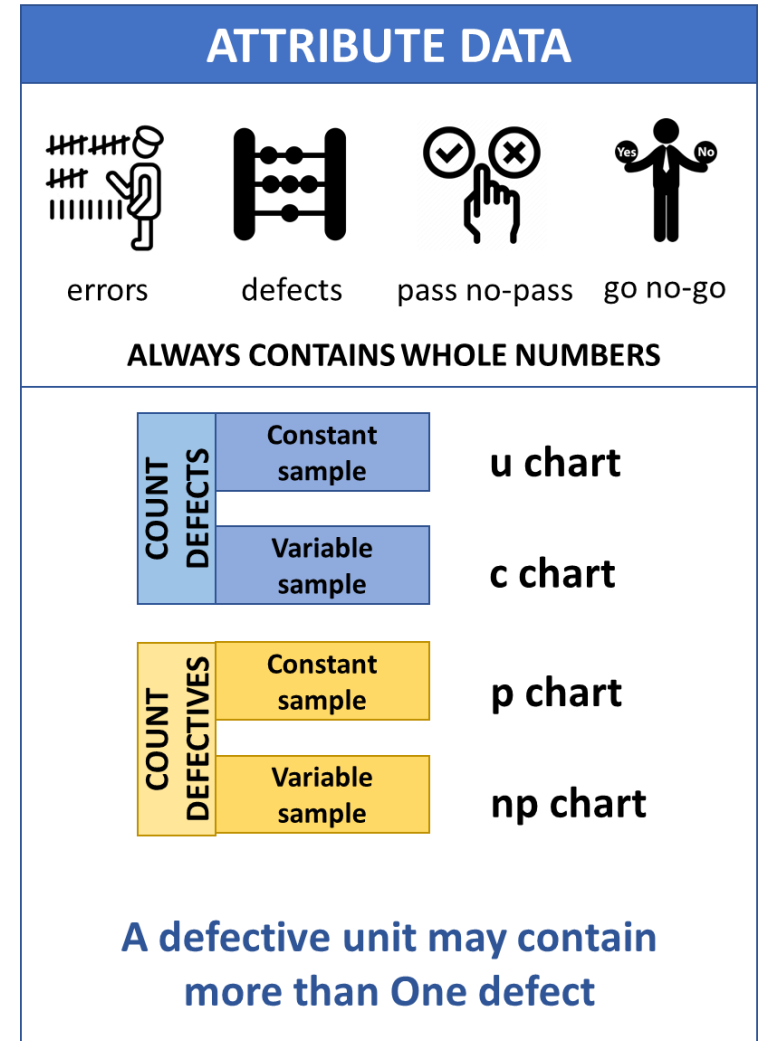 ATTRIBUTE DATA
Yes No
errors defects pass no-pass go no-go
ALWAYS CONTAINS WHOLE NUMBERS
COUNT
DEFECTS
Constant
sample
u chart
Variable
sample
c chart
COUNT
DEFECTIVES
Constant
sample
p chart
Variable
sample
np chart
A defective unit may contain
more than One defect